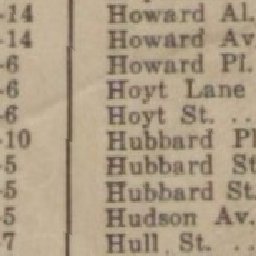 -14 Howard Al.
-14 Howard Av
-6 Howard Pl.
-6 Hoyt Lane
-6 Hoyt St. ..
-10 Hubbard Pl
-5 Hubbard St
-5 Hubbard St.
-5 Hudson Av.
-7 Hull St. ..